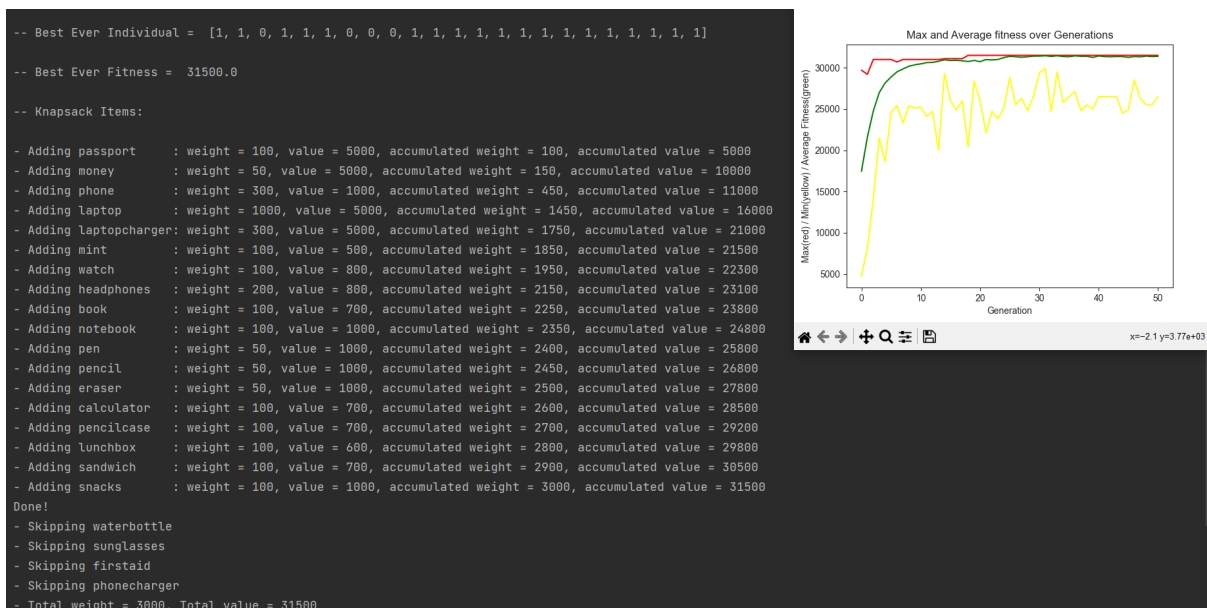 -- Best Ever Individual =  [1, 1, 0, 1, 1, 1, 0, 0, 0, 1, 1, 1, 1, 1, 1, 1, 1, 1, 1, 1, 1, 1, 1]
-- Best Ever Fitness =  31500.0
-- Knapsack Items:
- Adding passport     : weight = 100, value = 5000, accumulated weight = 100, accumulated value = 5000
- Adding money        : weight = 50, value = 5000, accumulated weight = 150, accumulated value = 10000
- Adding phone        : weight = 300, value = 1000, accumulated weight = 450, accumulated value = 11000
- Adding laptop       : weight = 1000, value = 5000, accumulated weight = 1450, accumulated value = 16000
- Adding laptopcharger: weight = 300, value = 5000, accumulated weight = 1750, accumulated value = 21000
- Adding mint         : weight = 100, value = 500, accumulated weight = 1850, accumulated value = 21500
- Adding watch        : weight = 100, value = 800, accumulated weight = 1950, accumulated value = 22300
- Adding headphones   : weight = 200, value = 800, accumulated weight = 2150, accumulated value = 23100
- Adding book         : weight = 100, value = 700, accumulated weight = 2250, accumulated value = 23800
- Adding notebook     : weight = 100, value = 1000, accumulated weight = 2350, accumulated value = 24800
- Adding pen          : weight = 50, value = 1000, accumulated weight = 2400, accumulated value = 25800
- Adding pencil       : weight = 50, value = 1000, accumulated weight = 2450, accumulated value = 26800
- Adding eraser       : weight = 50, value = 1000, accumulated weight = 2500, accumulated value = 27800
- Adding calculator   : weight = 100, value = 700, accumulated weight = 2600, accumulated value = 28500
- Adding pencilcase   : weight = 100, value = 700, accumulated weight = 2700, accumulated value = 29200
- Adding lunchbox     : weight = 100, value = 600, accumulated weight = 2800, accumulated value = 29800
- Adding sandwich     : weight = 100, value = 700, accumulated weight = 2900, accumulated value = 30500
- Adding snacks       : weight = 100, value = 1000, accumulated weight = 3000, accumulated value = 31500
Done!
- Skipping waterbottle
- Skipping sunglasses
- Skipping firstaid
- Skipping phonecharger
- Total weight = 3000, Total value = 31500
Max and Average fitness over Generations
Max(red) / Min(yellow) / Average Fitness(green)
30000
25000
20000
15000
10000
5000
0 10 20 30 40 50
Generation
x=−2.1 y=3.77e+03